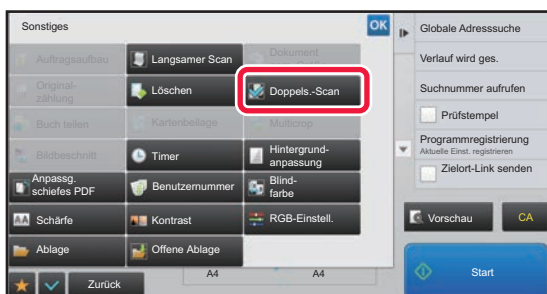 Sonstiges
OK
Auftragsaufbau
Langsamer Scan
Dokument
Original-
zählung
Löschen
Doppels.-Scan
Buch teilen
Kartenbeilage
Multicrop
Bildbeschnitt
Timer
Hintergrund-
anpassung
Anpassg.
schiefes PDF
Benutzernummer
Blind-
farbe
AA Schärfe
Kontrast
RGB-Einstell.
Ablage
Offene Ablage
Zurück
A4
A4
Globale Adresssuche
Verlauf wird ges.
Suchnummer aufrufen
Prüfstempel
Programmregistrierung
Aktuelle Einst. registrieren
Zielort-Link senden
Vorschau
CA
Start